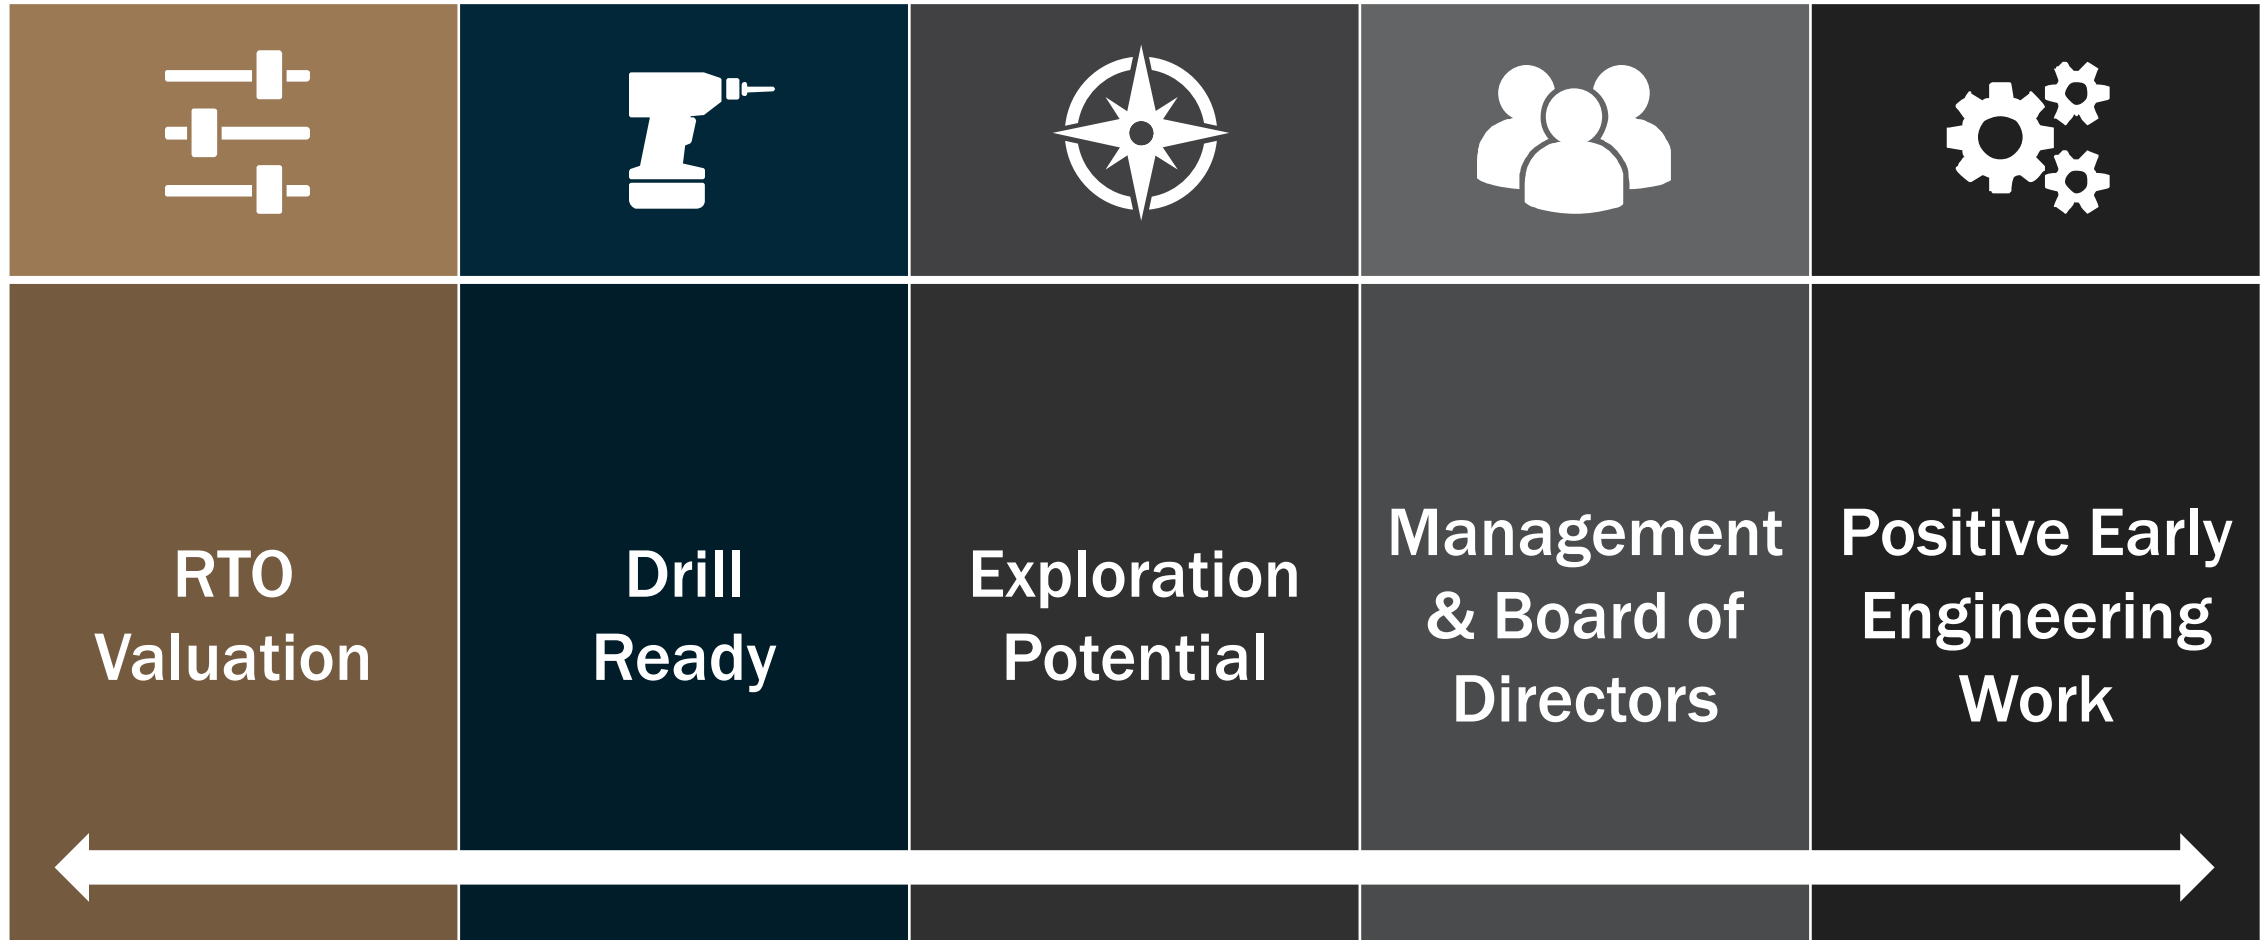 RTO
Valuation
Drill
Ready
Exploration
Potential
Management
& Board of
Directors
Positive Early
Engineering
Work